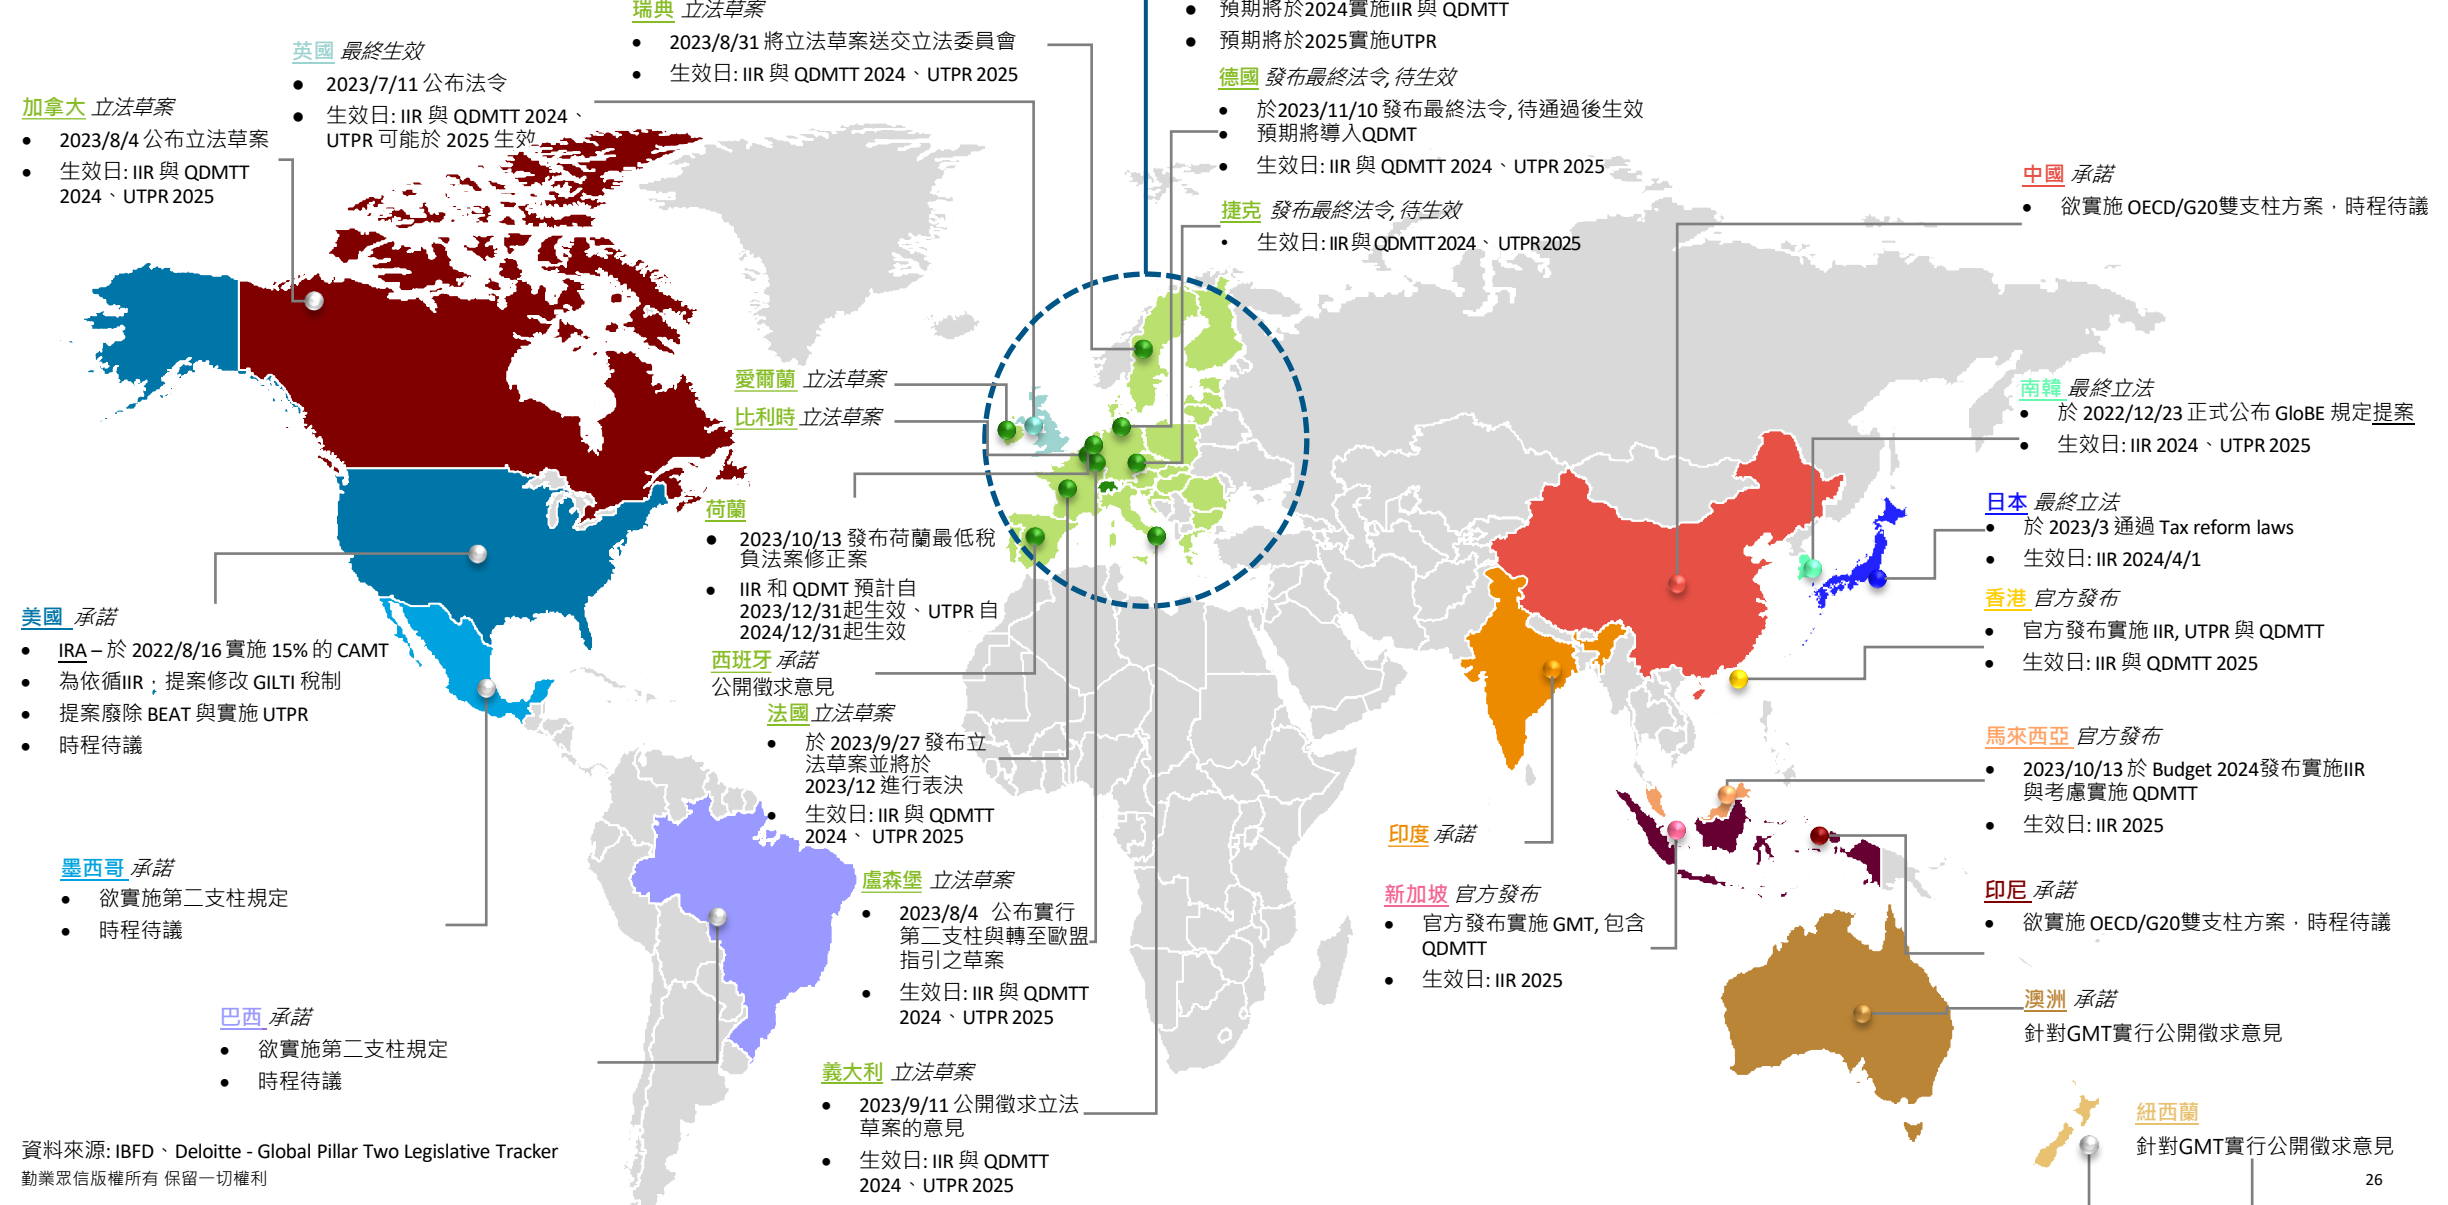 瑞典 立法草案
• 2023/8/31 將立法草案送交立法委員會
• 生效日: IIR 與 QDMTT 2024、UTPR 2025
• 預期將於2024實施IIR 與 QDMTT
• 預期將於2025實施UTPR
英國 最終生效
• 2023/7/11 公布法令
• 生效日: IIR 與 QDMTT 2024、
UTPR 可能於 2025 生效
加拿大 立法草案
• 2023/8/4 公布立法草案
• 生效日: IIR 與 QDMTT
2024、UTPR 2025
德國 發布最終法令, 待生效
• 於2023/11/10 發布最終法令, 待通過後生效
• 預期將導入QDMT
• 生效日: IIR 與 QDMTT 2024、UTPR 2025
捷克 發布最終法令, 待生效
• 生效日: IIR 與 QDMTT 2024、UTPR 2025
中國 承諾
• 欲實施 OECD/G20雙支柱方案，時程待議
愛爾蘭 立法草案
比利時 立法草案
南韓 最終立法
• 於 2022/12/23 正式公布 GloBE 規定提案
• 生效日: IIR 2024、UTPR 2025
荷蘭
• 2023/10/13 發布荷蘭最低稅
負法案修正案
• IIR 和 QDMT 預計自
2023/12/31起生效、UTPR 自
2024/12/31起生效
日本 最終立法
• 於 2023/3 通過 Tax reform laws
• 生效日: IIR 2024/4/1
香港 官方發布
• 官方發布實施 IIR, UTPR 與 QDMTT
• 生效日: IIR 與 QDMTT 2025
美國 承諾
• IRA – 於 2022/8/16 實施 15% 的 CAMT
• 為依循IIR，提案修改 GILTI 稅制
• 提案廢除 BEAT 與實施 UTPR
• 時程待議
西班牙 承諾
公開徵求意見
法國 立法草案
• 於 2023/9/27 發布立
法草案並將於
2023/12 進行表決
• 生效日: IIR 與 QDMTT
2024、 UTPR 2025
馬來西亞 官方發布
• 2023/10/13 於 Budget 2024發布實施IIR
與考慮實施 QDMTT
• 生效日: IIR 2025
印度 承諾
墨西哥 承諾
• 欲實施第二支柱規定
• 時程待議
盧森堡 立法草案
• 2023/8/4 公布實行
第二支柱與轉至歐盟
指引之草案
• 生效日: IIR 與 QDMTT
2024、UTPR 2025
新加坡 官方發布
• 官方發布實施 GMT, 包含
QDMTT
• 生效日: IIR 2025
印尼 承諾
• 欲實施 OECD/G20雙支柱方案，時程待議
巴西 承諾
• 欲實施第二支柱規定
• 時程待議
澳洲 承諾
針對GMT實行公開徵求意見
義大利 立法草案
• 2023/9/11 公開徵求立法
草案的意見
• 生效日: IIR 與 QDMTT
2024、UTPR 2025
紐西蘭
針對GMT實行公開徵求意見
資料來源: IBFD、Deloitte - Global Pillar Two Legislative Tracker
勤業眾信版權所有 保留一切權利
26